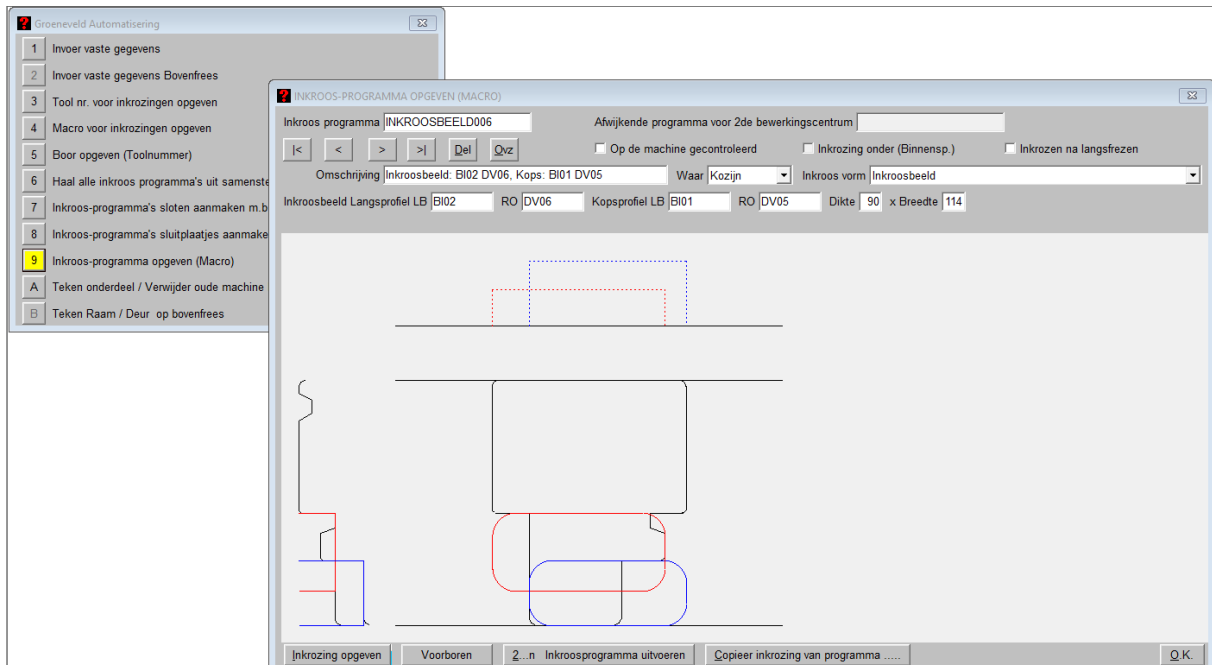 Groeneveld Automatisering
1 Invoer vaste gegevens
2 Invoer vaste gegevens Bovenfrees
3 Tool nr. voor inkrozingen opgeven
4 Macro voor inkrozingen opgeven
5 Boor opgeven (Toolnummer)
6 Haal alle inkroos programma's uit samenste
7 Inkroos-programma's sloten aanmaken m.b
8 Inkroos-programma's sluitplaatjes aanmake
9 Inkroos-programma opgeven (Macro)
A Teken onderdeel / Verwijder oude machine
B Teken Raam / Deur op bovenfrees
INKROOS-PROGRAMMA OPGEVEN (MACRO)
Inkroos programma INKROOSBEELD006 Afwijkende programma voor 2de bewerkingscentrum
|< < > >| Del Ovz Op de machine gecontroleerd Inkrozing onder (Binnensp.) Inkrozen na langsfrezen
Omschrijving Inkroosbeeld: BI02 DV06, Kops: BI01 DV05 Waar Kozijn Inkroos vorm Inkroosbeeld
Inkroosbeeld Langsprofiel LB BI02 RO DV06 Kopsprofiel LB BI01 RO DV05 Dikte 90 x Breedte 114
Inkrozing opgeven Voorboren 2...n Inkroosprogramma uitvoeren Copieer inkrozing van programma ..... O.K.